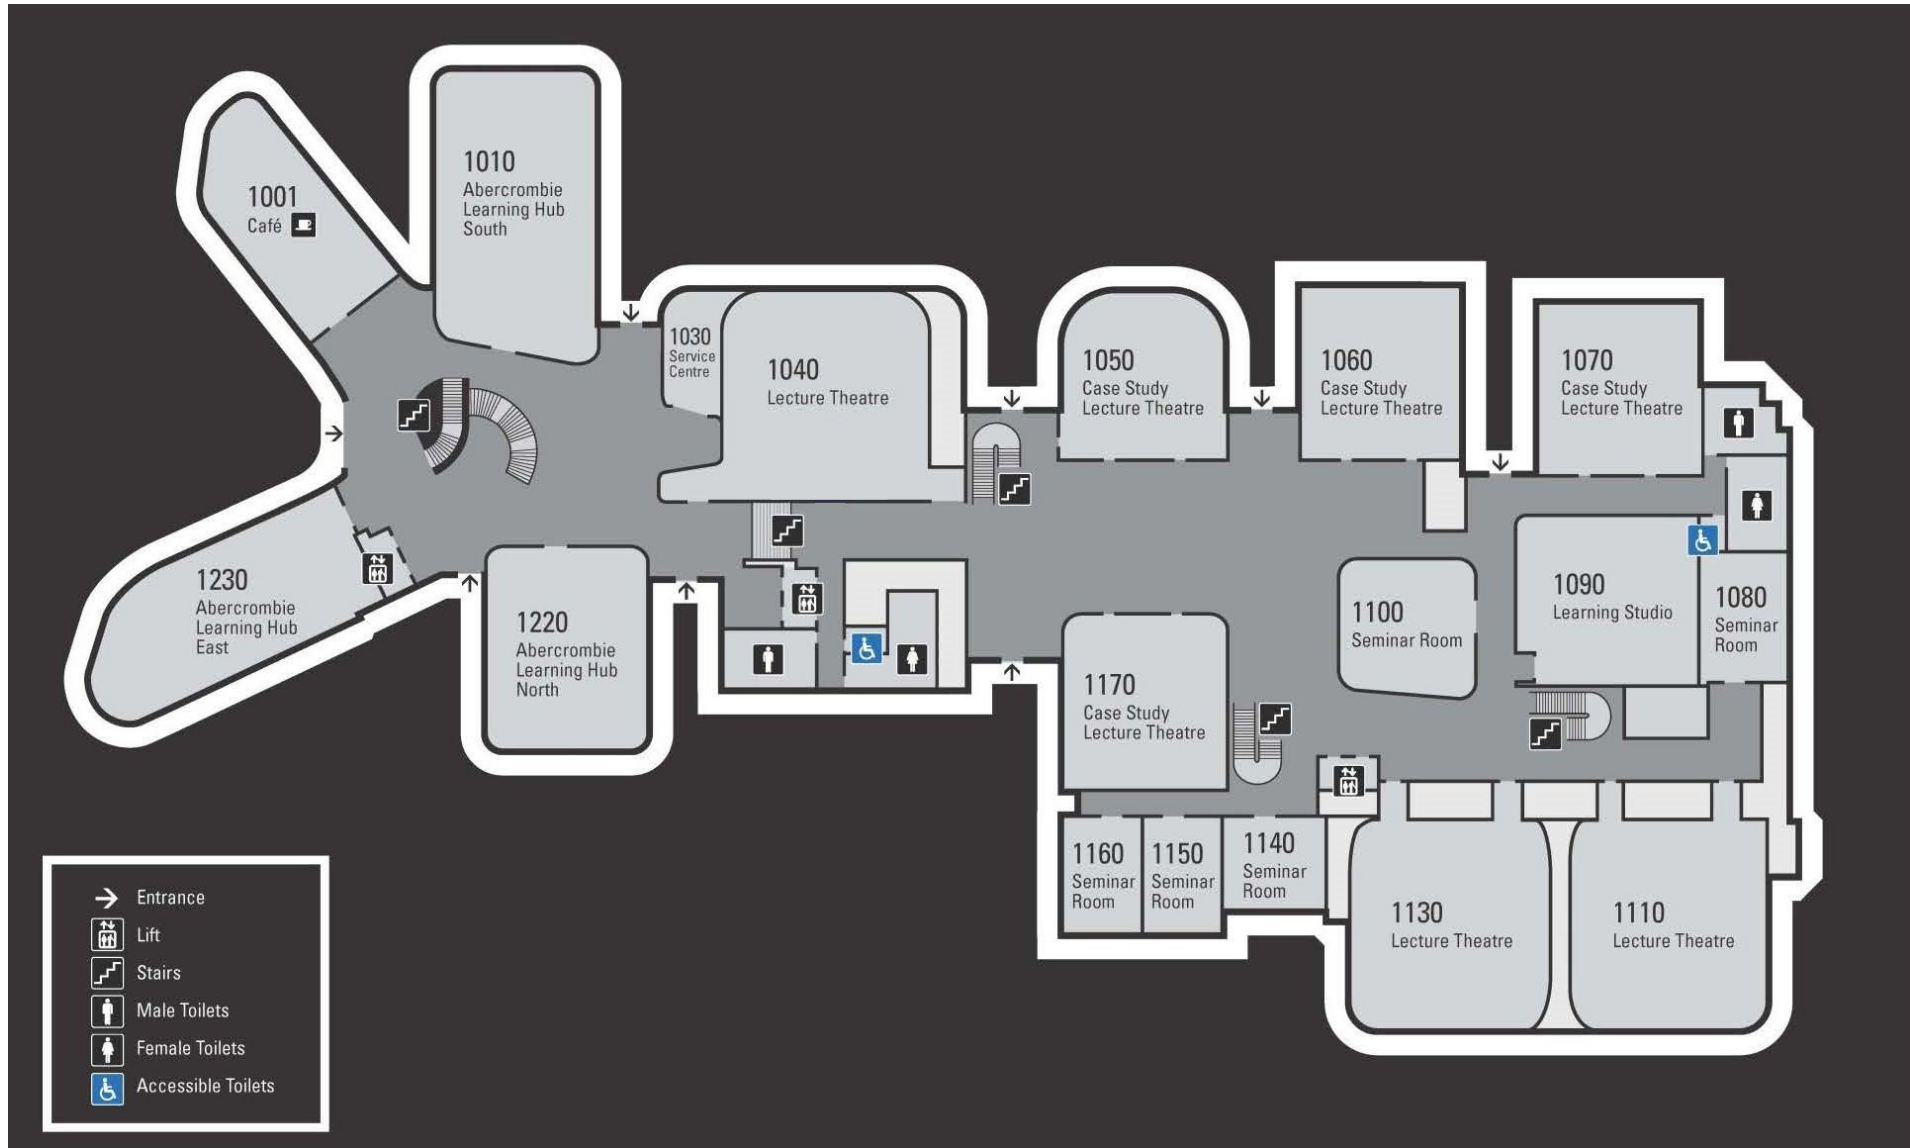 1001
Café
1010
Abercrombie
Learning Hub
South
1030
Service
Centre
1040
Lecture Theatre
1050
Case Study
Lecture Theatre
1060
Case Study
Lecture Theatre
1070
Case Study
Lecture Theatre
1230
Abercrombie
Learning Hub
East
1220
Abercrombie
Learning Hub
North
1170
Case Study
Lecture Theatre
1100
Seminar Room
1090
Learning Studio
1080
Seminar
Room
1160
Seminar
Room
1150
Seminar
Room
1140
Seminar
Room
1130
Lecture Theatre
1110
Lecture Theatre
Entrance
Lift
Stairs
Male Toilets
Female Toilets
Accessible Toilets